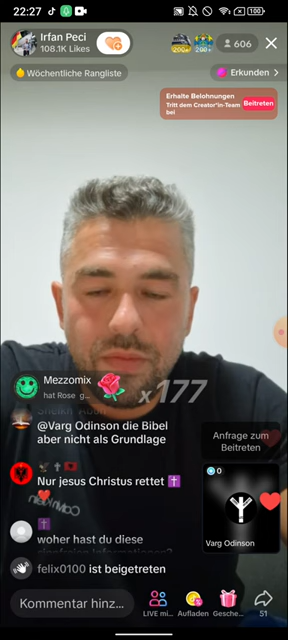 22:27
100
Irfan Peci
108.1K Likes
606
Wöchentliche Rangliste
Erkunden >
Erhalte Belohnungen
Tritt dem Creator*in-Team
bei
Beitreten
Mezzomix
hat Rose g...
x177
@Varg Odinson die Bibel
aber nicht als Grundlage
Anfrage zum
Beitreten
0
Nur jesus Christus rettet ✝️
woher hast du diese
Varg Odinson
felix0100 ist beigetreten
Kommentar hinz...
LIVE mi...
Aufladen
Gesche...
51